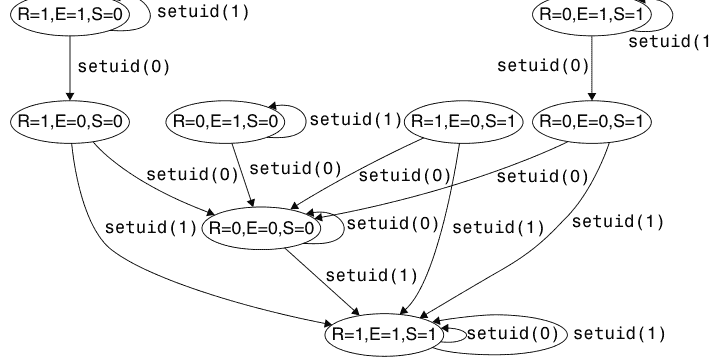 R=1,E=1,S=0
setuid(1)
R=0,E=1,S=1
setuid(1
setuid(0)
setuid(0)
R=1,E=0,S=0
R=0,E=1,S=0
setuid(1)
R=1,E=0,S=1
R=0,E=0,S=1
setuid(0)
setuid(0)
setuid(0)
setuid(0)
setuid(1)
R=0,E=0,S=0
setuid(0)
setuid(1)
setuid(1)
setuid(1)
R=1,E=1,S=1
setuid(0)
setuid(1)